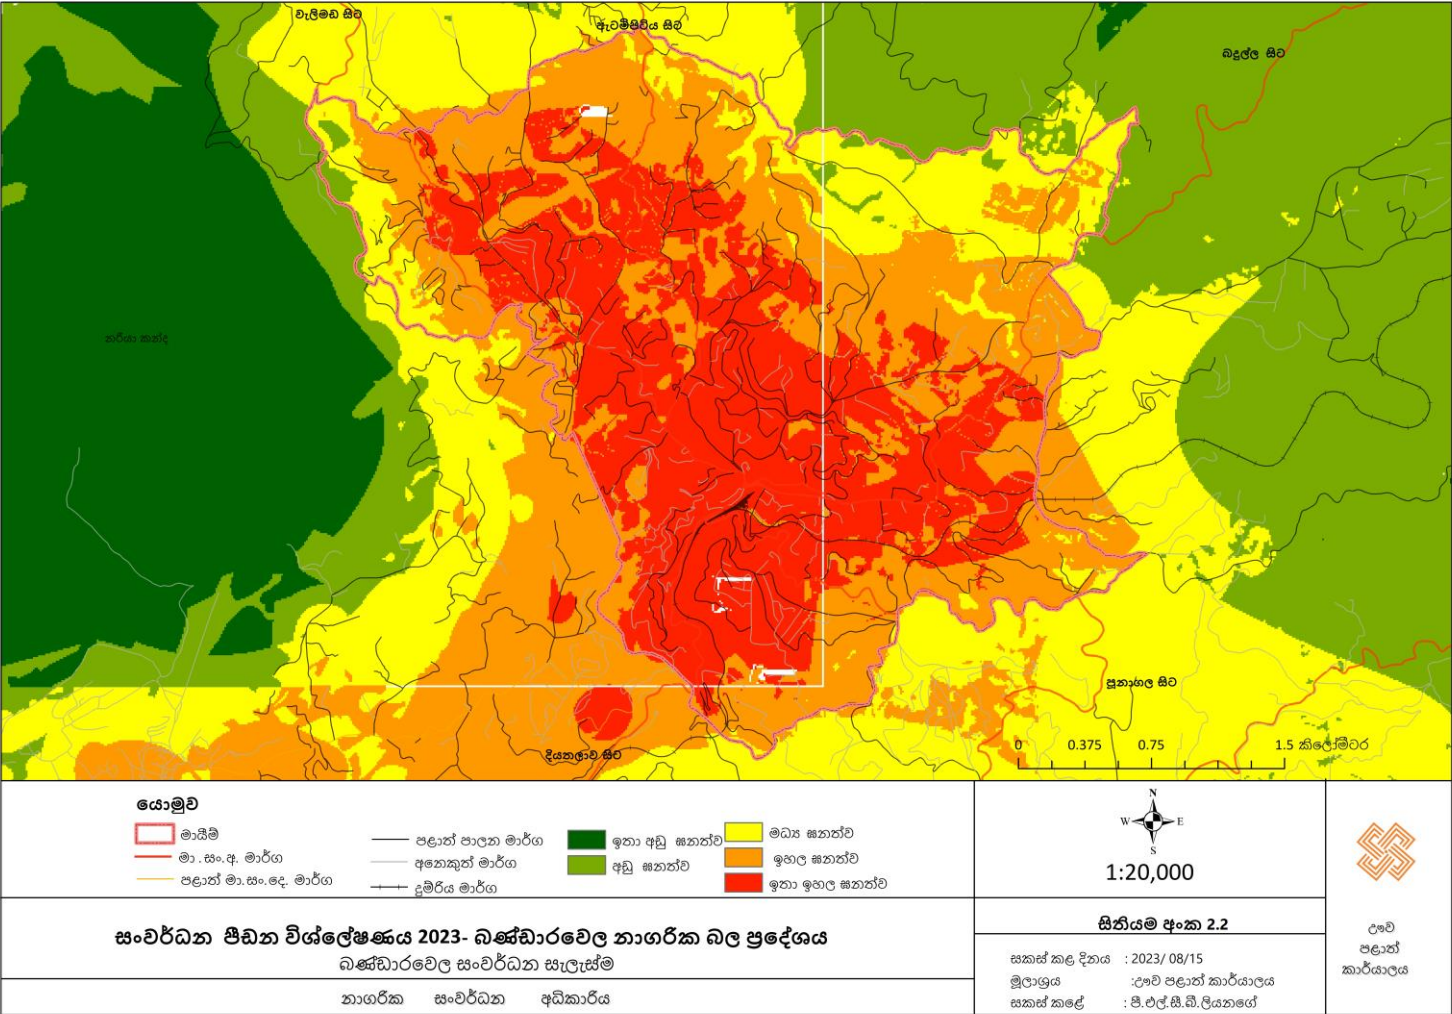 වැලිමඩ සිට
ඇටම්පිටිය සිට
බදුල්ල සිට
නරියා කන්ද
පූනාගල සිට
දියතලාව සිට
0 0.375 0.75 1.5 කිලෝමීටර
යොමුව
මායිම්
මා.සං.අ. මාර්ග
පළාත් මා.සං.දෙ. මාර්ග
පළාත් පාලන මාර්ග
අනෙකුත් මාර්ග
දුම්රිය මාර්ග
ඉතා අඩු ඝනත්ව
අඩු ඝනත්ව
මධ්‍ය ඝනත්ව
ඉහල ඝනත්ව
ඉතා ඉහල ඝනත්ව
N
W E
S
1:20,000
සංවර්ධන පීඩන විශ්ලේෂණය 2023- බණ්ඩාරවෙල නාගරික බල ප්‍රදේශය
බණ්ඩාරවෙල සංවර්ධන සැලැස්ම
නාගරික සංවර්ධන අධිකාරිය
සිතියම අංක 2.2
සකස් කළ දිනය : 2023/ 08/15
මූලාශ්‍රය :ඌව පළාත් කාර්යාලය
සකස් කළේ : පී.එල්.සී.බී.ලියනගේ
ඌව
පළාත්
කාර්යාලය